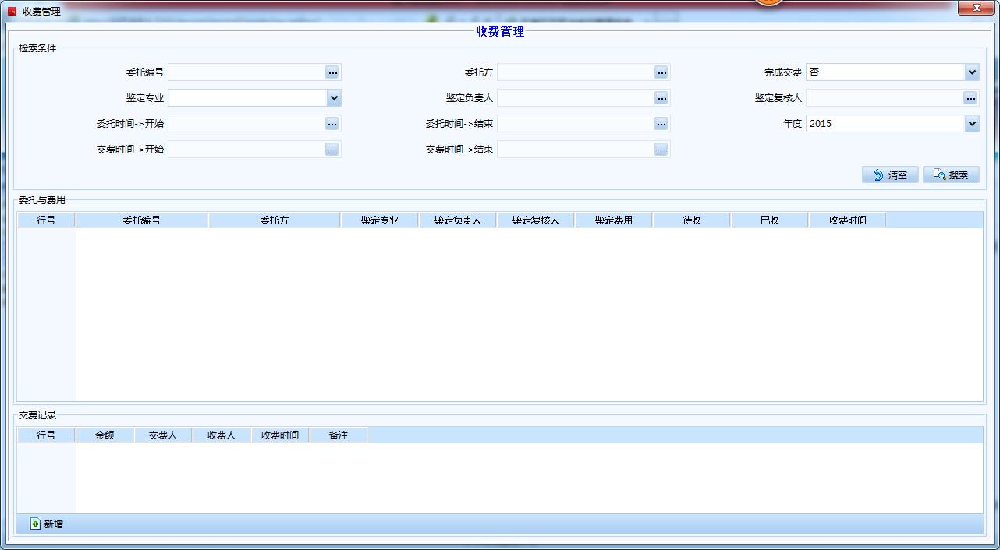 收费管理
收费管理
检索条件
委托编号 委托方 完成交费 否
鉴定专业 鉴定负责人 鉴定复核人
委托时间->开始 委托时间->结束 年度 2015
交费时间->开始 交费时间->结束
清空 搜索
委托与费用
行号 委托编号 委托方 鉴定专业 鉴定负责人 鉴定复核人 鉴定费用 待收 已收 收费时间
交费记录
行号 金额 交费人 收费人 收费时间 备注
新增